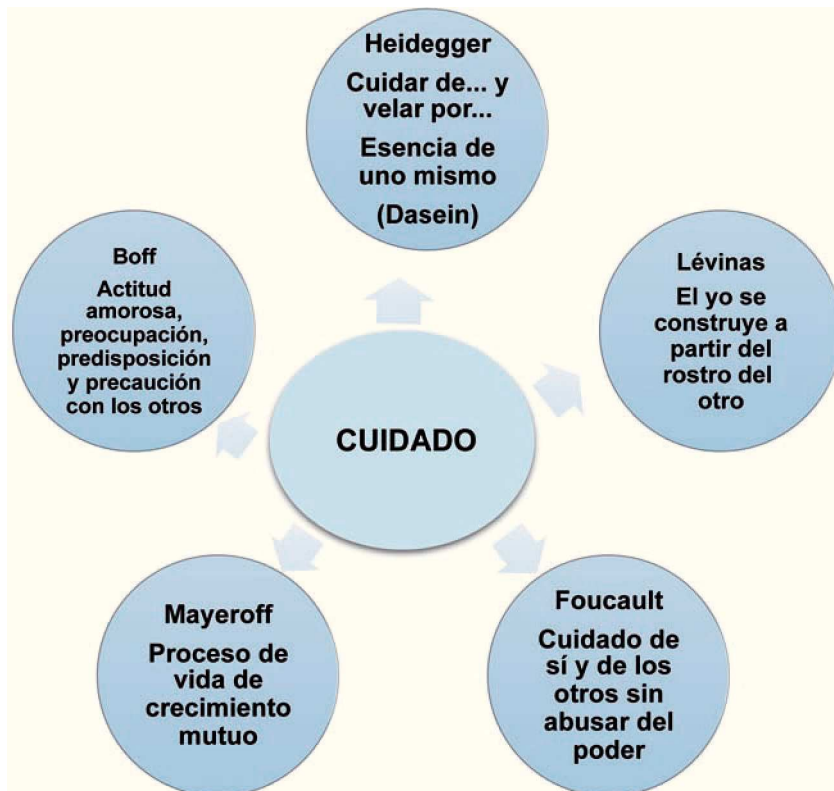 Heidegger
Cuidar de... y
velar por...
Esencia de
uno mismo
(Dasein)
Boff
Actitud
amorosa,
preocupación,
predisposición
y precaución
con los otros
Lévinas
El yo se
construye a
partir del
rostro del
otro
CUIDADO
Mayeroff
Proceso de
vida de
crecimiento
mutuo
Foucault
Cuidado de
sí y de los
otros sin
abusar del
poder